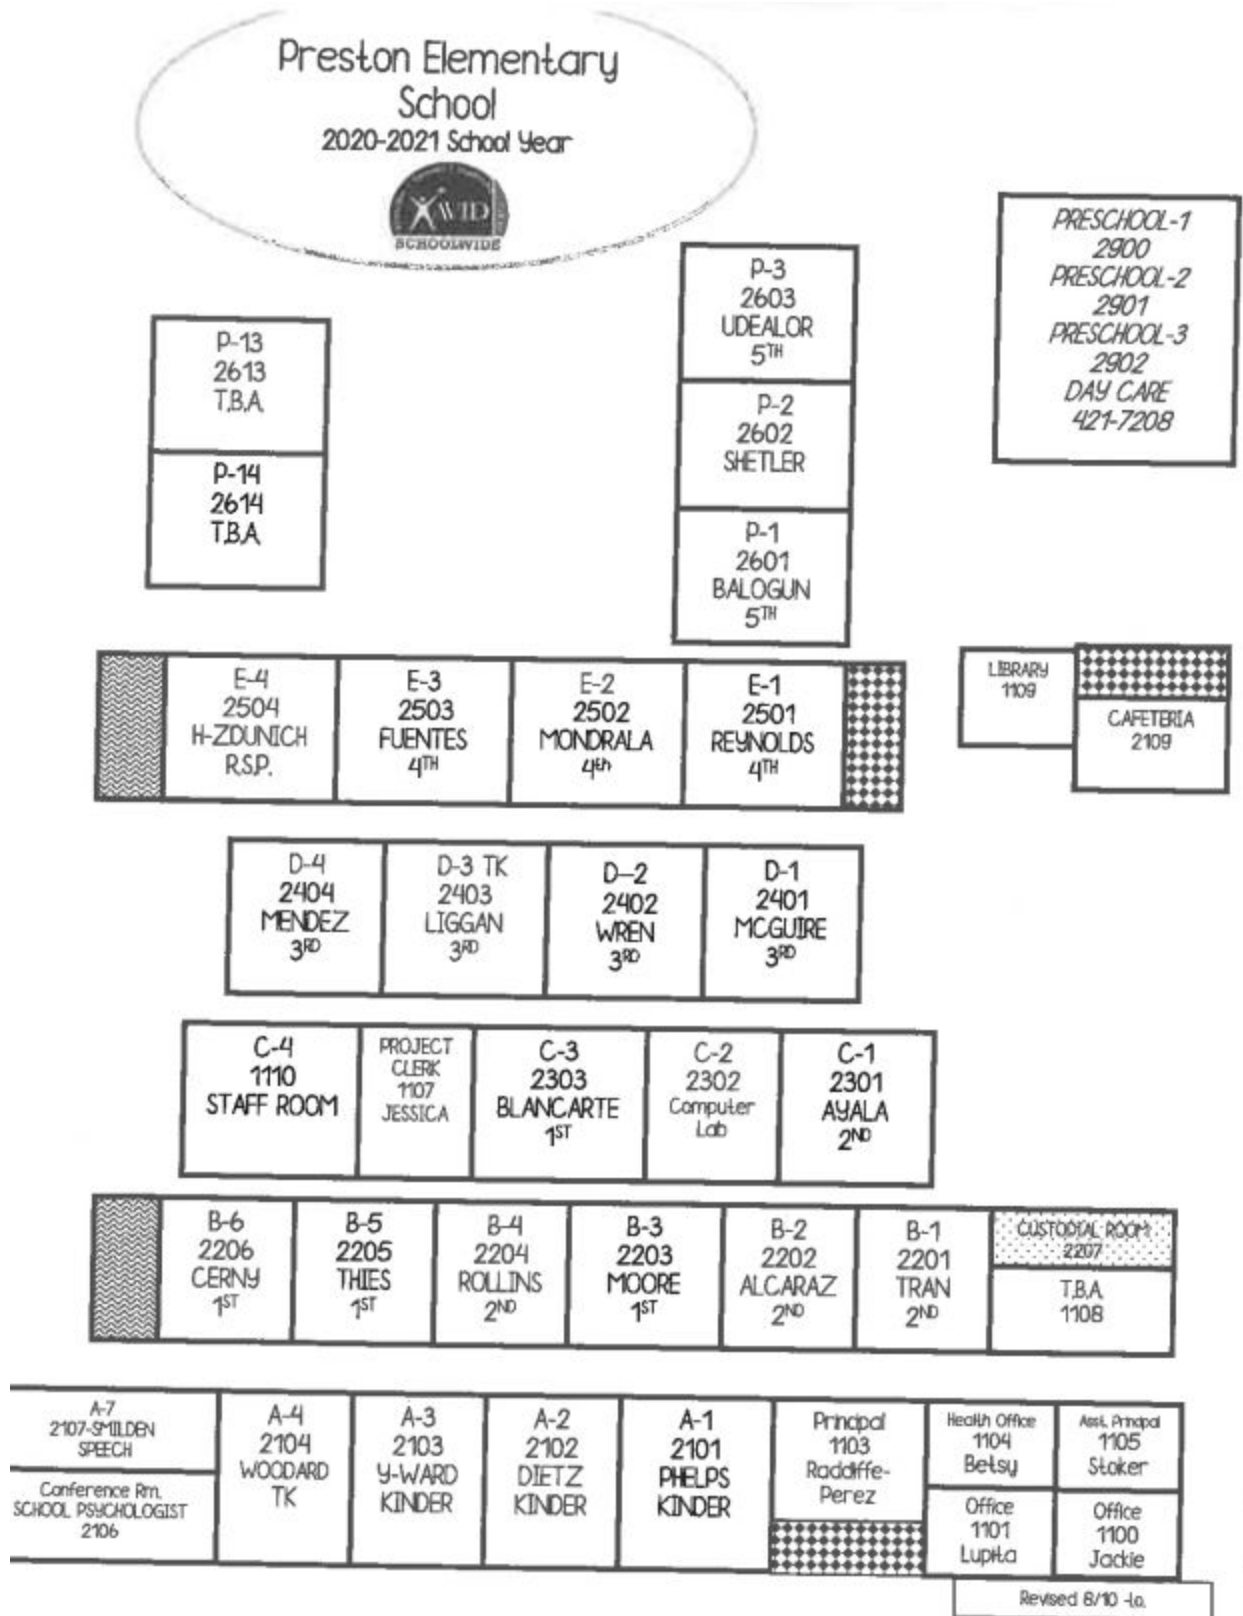 Preston Elementary
School
2020-2021 School Year
WID
SCHOOLWIDE
PRESCHOOL-1
2900
PRESCHOOL-2
2901
PRESCHOOL-3
2902
DAY CARE
421-7208
P-3
2603
UDEALOR
5TH
P-13
2613
T.B.A.
P-2
2602
SHETLER
P-14
2614
T.B.A.
P-1
2601
BALOGUN
5TH
E-4
2504
H-ZDUNICH
R.S.P.
E-3
2503
FUENTES
4TH
E-2
2502
MONDRALA
4th
E-1
2501
REYNOLDS
4TH
LIBRARY
1109
CAFETERIA
2109
D-4
2404
MENDEZ
3RD
D-3 TK
2403
LIGGAN
3RD
D-2
2402
WREN
3RD
D-1
2401
MCGUIRE
3RD
C-4
1110
STAFF ROOM
PROJECT
CLERK
1107
JESSICA
C-3
2303
BLANCARTE
1ST
C-2
2302
Computer
Lab
C-1
2301
AYALA
2ND
B-6
2206
CERNY
1ST
B-5
2205
THIES
1ST
B-4
2204
ROLLINS
2ND
B-3
2203
MOORE
1ST
B-2
2202
ALCARAZ
2ND
B-1
2201
TRAN
2ND
CUSTODIAL ROOM
2207
T.B.A.
1108
A-7
2107-SMILDEN
SPEECH
Conference Rm.
SCHOOL PSYCHOLOGIST
2106
A-4
2104
WOODARD
TK
A-3
2103
Y-WARD
KINDER
A-2
2102
DIETZ
KINDER
A-1
2101
PHELPS
KINDER
Principal
1103
Radcliffe-
Perez
Health Office
1104
Betsy
Asst. Principal
1105
Stoker
Office
1101
Lupita
Office
1100
Jackie
Revised 8/10 -l.o.